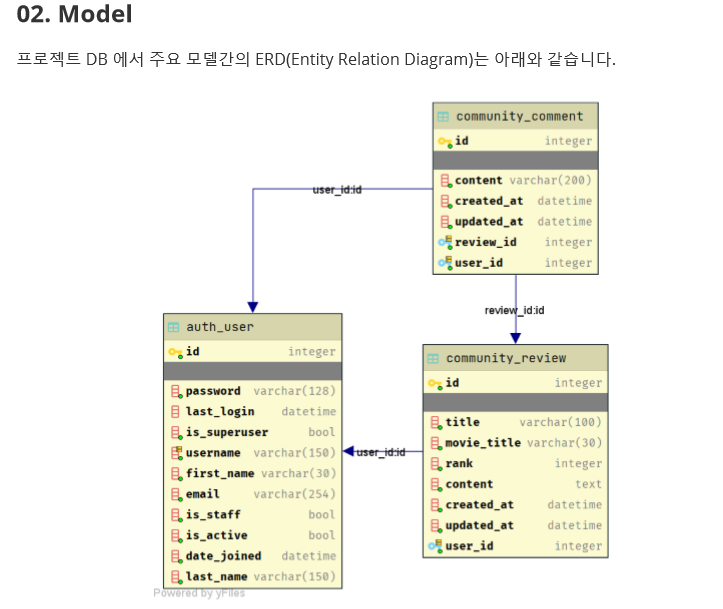 02. Model
프로젝트 DB 에서 주요 모델간의 ERD(Entity Relation Diagram)는 아래와 같습니다.
community_comment
id integer
content varchar(200)
created_at datetime
updated_at datetime
review_id integer
user_id integer
user_id:id
review_id:id
auth_user
id integer
password varchar(128)
last_login datetime
is_superuser bool
username varchar(150)
first_name varchar(30)
email varchar(254)
is_staff bool
is_active bool
date_joined datetime
last_name varchar(150)
user_id:id
community_review
id integer
title varchar(100)
movie_title varchar(30)
rank integer
content text
created_at datetime
updated_at datetime
user_id integer
Powered by yFiles